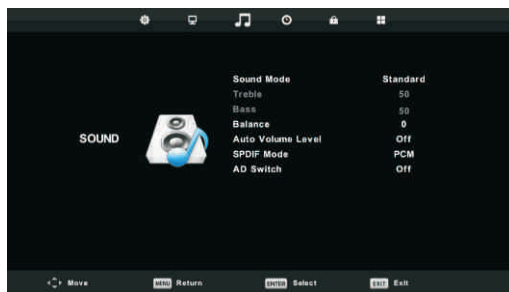 Sound Mode Standard
Treble 50
Bass 50
Balance 0
SOUND
Auto Volume Level Off
SPDIF Mode PCM
AD Switch Off
Move MENU Return ENTER Select EXIT Exit